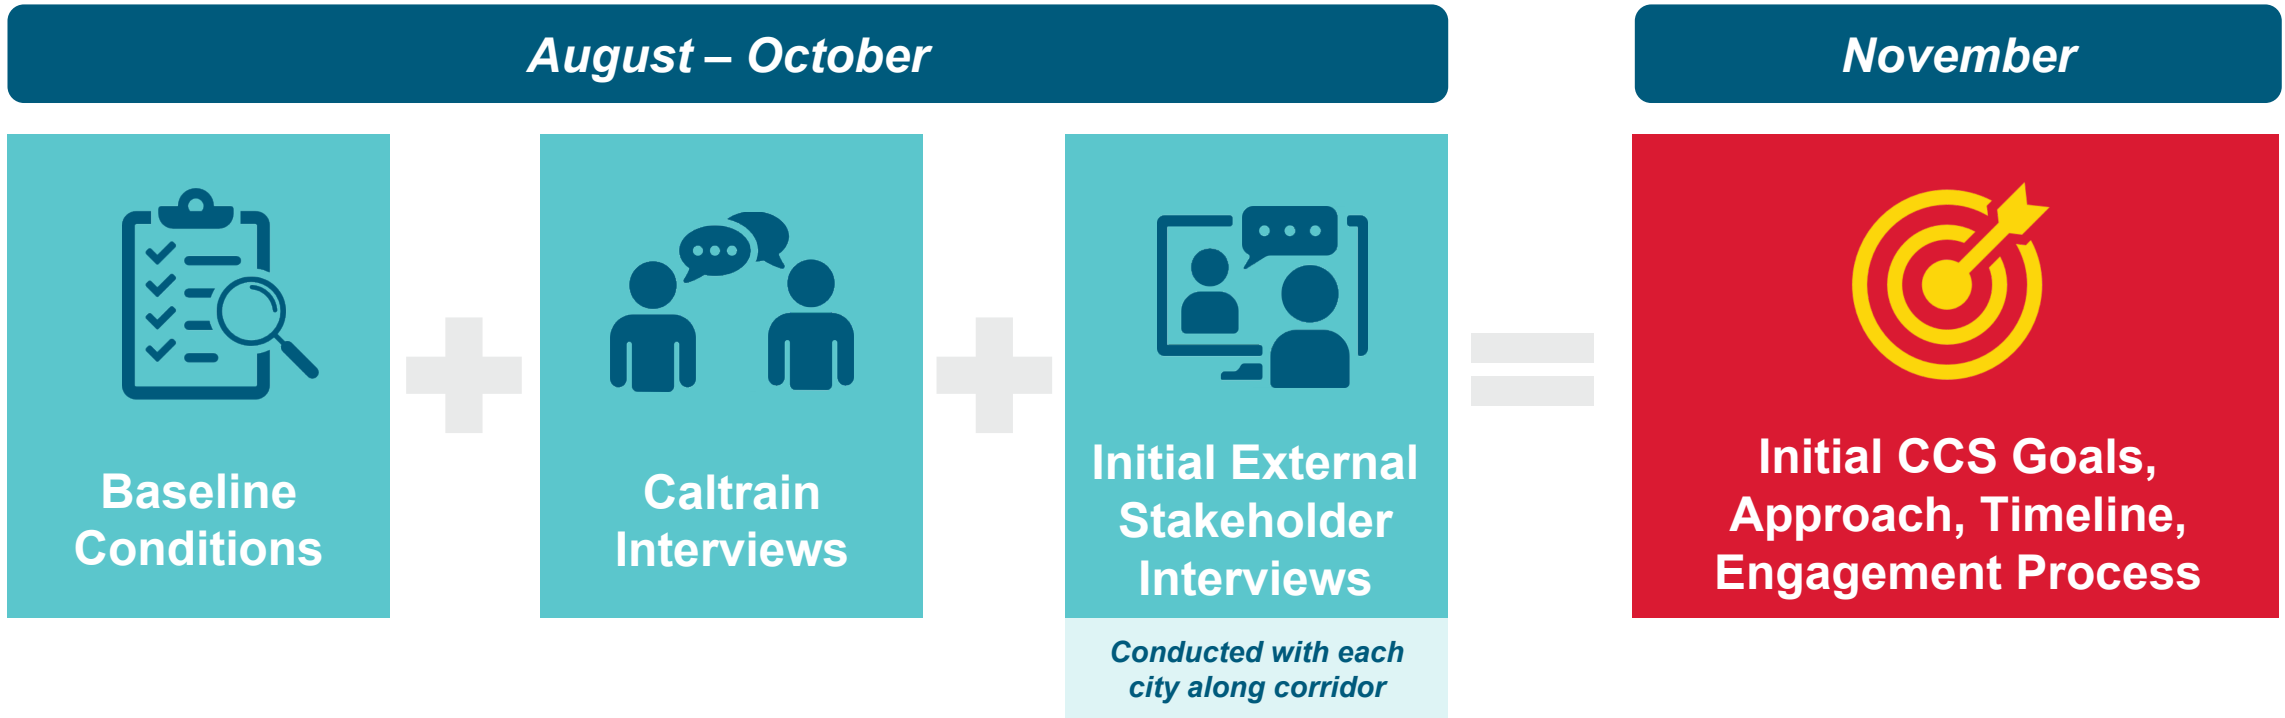 August – October
November
Baseline
Conditions
Caltrain
Interviews
Initial External
Stakeholder
Interviews
Conducted with each
city along corridor
Initial CCS Goals,
Approach, Timeline,
Engagement Process